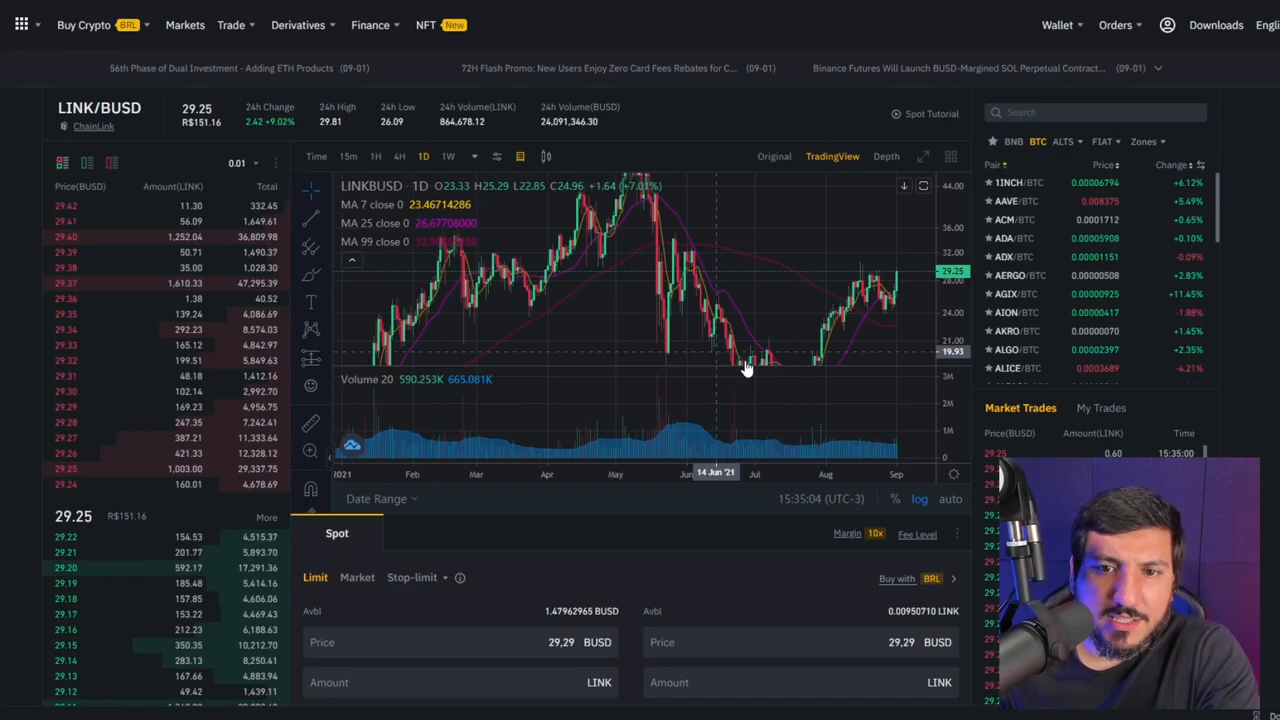 Buy Crypto BRL Markets Trade Derivatives Finance NFT New Wallet Orders Downloads
56th Phase of Dual Investment - Adding ETH Products (09-01) 72H Flash Promo: New Users Enjoy Zero Card Fees Rebates for C... (09-01) Binance Futures Will Launch BUSD-Margined SOL Perpetual Contract... (09-01)
LINK/BUSD
ChainLink
29.25
R$151.16
24h Change
2.42 +9.02%
24h High
29.81
24h Low
26.09
24h Volume(LINK)
864,678.12
24h Volume(BUSD)
24,091,346.30
Spot Tutorial
0.01
Price(BUSD) Amount(LINK) Total
29.42 11.30 332.45
29.41 56.09 1,649.61
29.40 1,252.04 36,809.98
29.39 50.71 1,490.37
29.38 35.00 1,028.30
29.37 1,610.33 47,295.39
29.36 1.38 40.52
29.35 139.24 4,086.69
29.34 292.23 8,574.03
29.33 165.12 4,842.97
29.32 199.51 5,849.63
29.31 48.18 1,412.16
29.30 102.14 2,992.70
29.29 169.23 4,956.75
29.28 247.35 7,242.41
29.27 387.21 11,333.64
29.26 421.33 12,328.12
29.25 1,003.00 29,337.75
29.24 160.01 4,678.69
29.25 R$151.16 More
29.22 154.53 4,515.37
29.21 201.77 5,893.70
29.20 592.17 17,291.36
29.19 185.48 5,414.16
29.18 157.85 4,606.06
29.17 153.22 4,469.43
29.16 212.23 6,188.63
29.15 350.35 10,212.70
29.14 283.13 8,250.41
29.13 167.66 4,883.94
29.12 49.42 1,439.11
Time 15m 1H 4H 1D 1W Original TradingView Depth
LINKBUSD · 1D O23.33 H25.29 L22.85 C24.96 +1.64 (+7.01%)
MA 7 close 0 23.46714286
MA 25 close 0 26.67708000
MA 99 close 0
44.00
36.00
32.00
29.25
28.00
24.00
21.00
19.93
Volume 20 590.253K 665.081K
3M
2M
1M
0
2021 Feb Mar Apr May Jun 14 Jun '21 Jul Aug Sep
Date Range 15:35:04 (UTC-3) % log auto
Spot
Margin 10x Fee Level
Limit Market Stop-limit Buy with BRL
Avbl 1.47962965 BUSD Avbl 0.00950710 LINK
Price 29,29 BUSD Price 29,29 BUSD
Amount LINK Amount LINK
Search
BNB BTC ALTS FIAT Zones
Pair Price Change
1INCH/BTC 0.00006794 +6.12%
AAVE/BTC 0.008375 +5.49%
ACM/BTC 0.0001712 +0.65%
ADA/BTC 0.00005908 +0.10%
ADX/BTC 0.00001151 -0.09%
AERGO/BTC 0.00000508 +2.83%
AGIX/BTC 0.00000925 +11.45%
AION/BTC 0.00000417 -1.88%
AKRO/BTC 0.00000070 +1.45%
ALGO/BTC 0.00002397 +2.35%
ALICE/BTC 0.0003689 -4.21%
Market Trades My Trades
Price(BUSD) Amount(LINK) Time
29.25 0.60 15:35:00